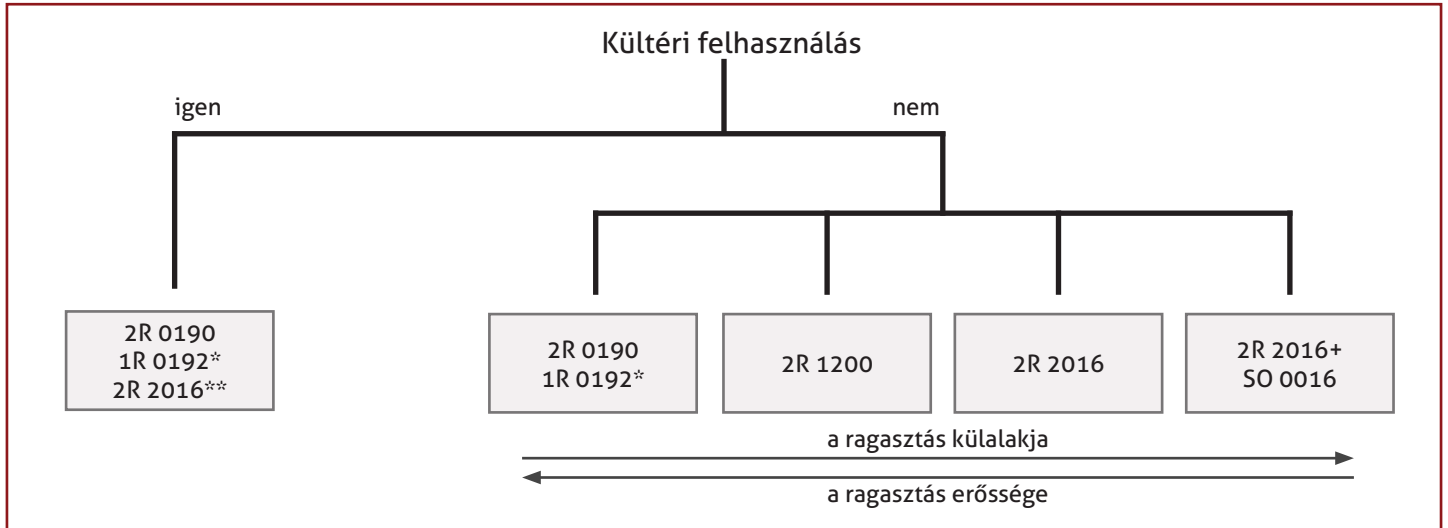 Kültéri felhasználás
igen
nem
2R 0190
1R 0192*
2R 2016**
2R 0190
1R 0192*
2R 1200
2R 2016
2R 2016+
SO 0016
a ragasztás külalakja
a ragasztás erőssége